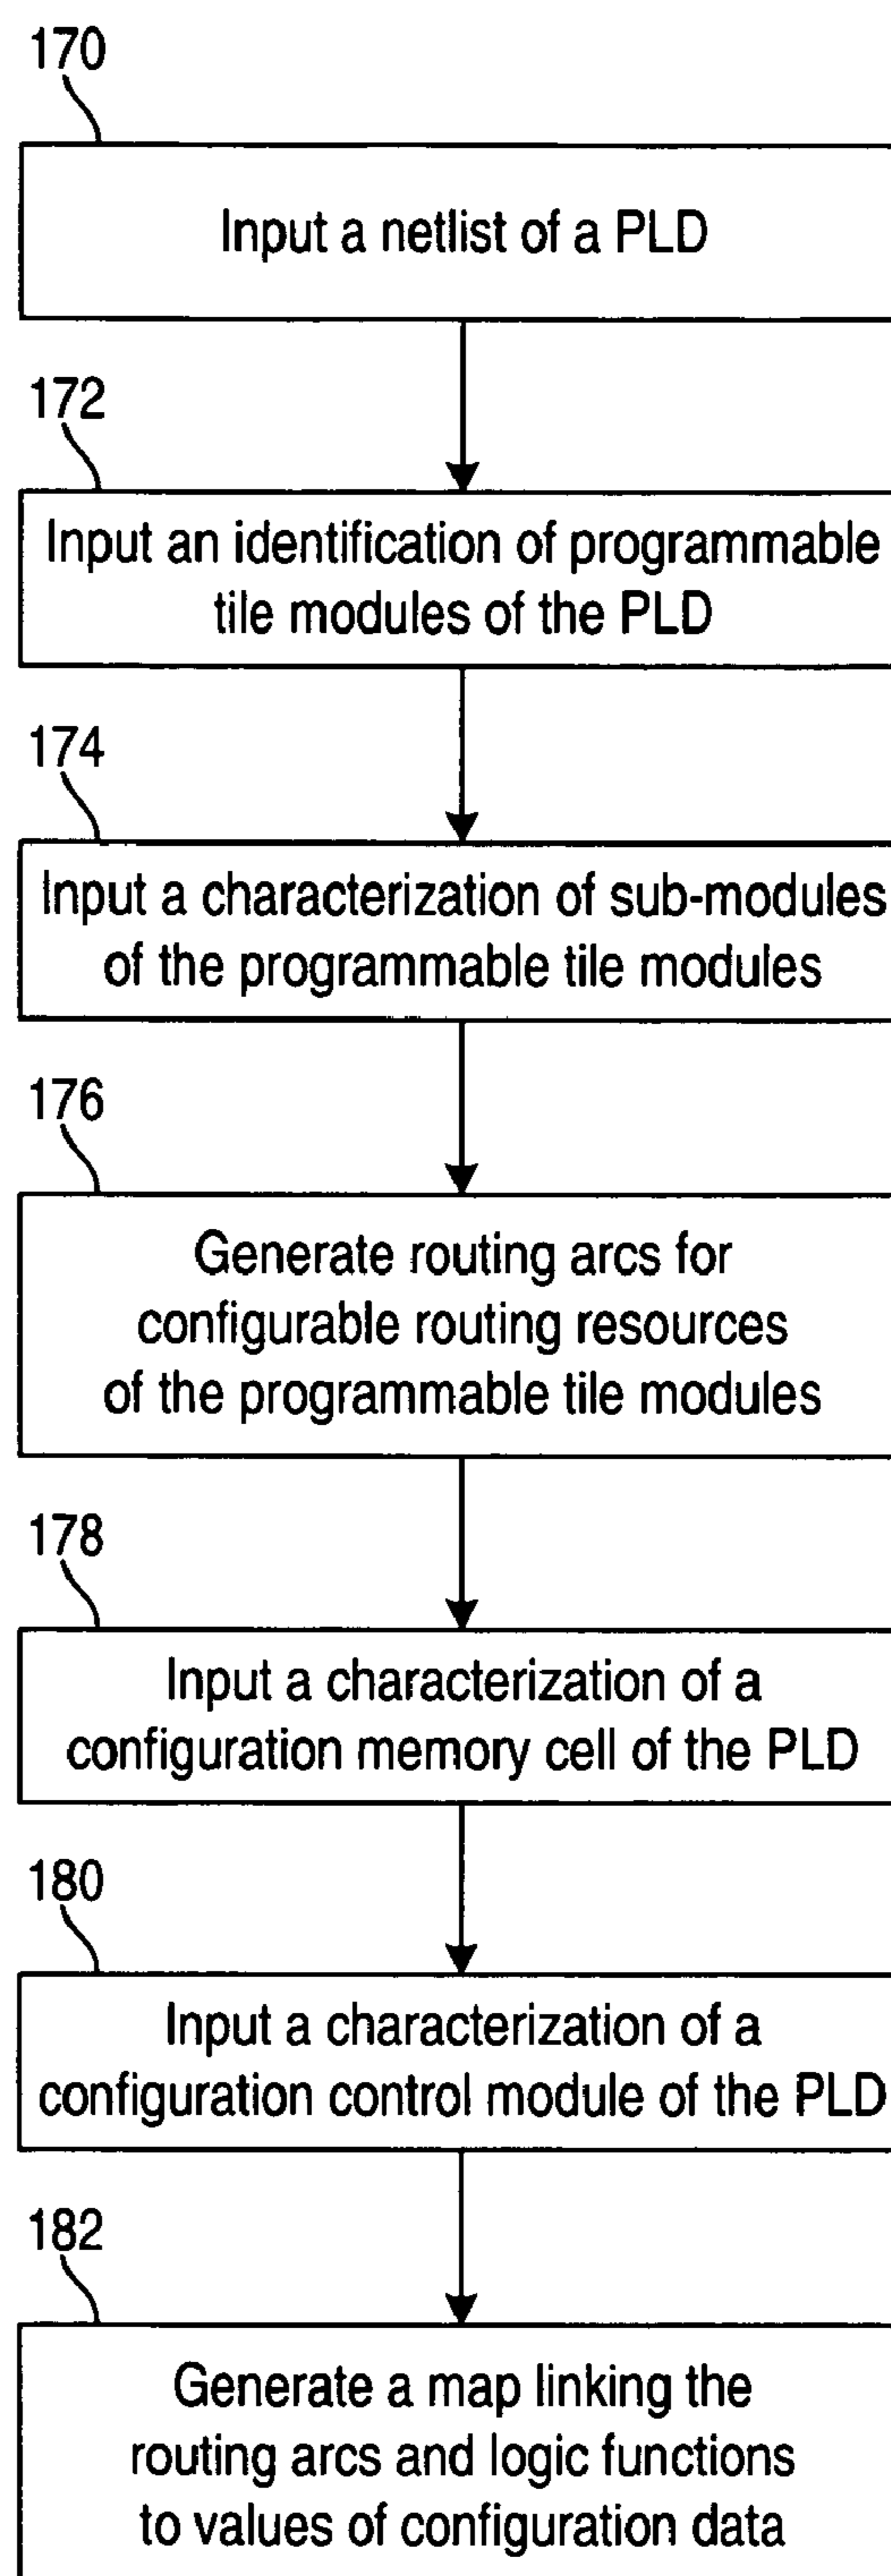 170
Input a netlist of a PLD
172
Input an identification of programmable
tile modules of the PLD
174
Input a characterization of sub-modules
of the programmable tile modules
176
Generate routing arcs for
configurable routing resources
of the programmable tile modules
178
Input a characterization of a
configuration memory cell of the PLD
180
Input a characterization of a
configuration control module of the PLD
182
Generate a map linking the
routing arcs and logic functions
to values of configuration data